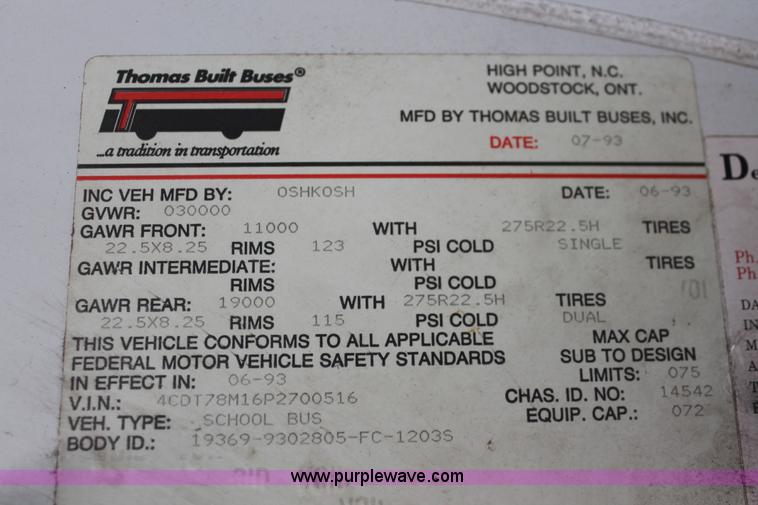 Thomas Built Buses®
T
...a tradition in transportation
HIGH POINT, N.C.
WOODSTOCK, ONT.
MFD BY THOMAS BUILT BUSES, INC.
DATE: 07-93
INC VEH MFD BY: OSHKOSH DATE: 06-93
GVWR: 030000
GAWR FRONT: 11000 WITH 275R22.5H TIRES
22.5X8.25 RIMS 123 PSI COLD SINGLE
GAWR INTERMEDIATE: WITH TIRES
RIMS PSI COLD
GAWR REAR: 19000 WITH 275R22.5H TIRES
22.5X8.25 RIMS 115 PSI COLD DUAL
THIS VEHICLE CONFORMS TO ALL APPLICABLE MAX CAP
FEDERAL MOTOR VEHICLE SAFETY STANDARDS SUB TO DESIGN
IN EFFECT IN: 06-93 LIMITS: 075
V.I.N.: 4CDT78M16P2700516 CHAS. ID. NO: 14542
VEH. TYPE: SCHOOL BUS EQUIP. CAP.: 072
BODY ID.: 19369-9302805-FC-1203S
De
Ph.
Ph
DA
IN
M
A
T
www.purplewave.com